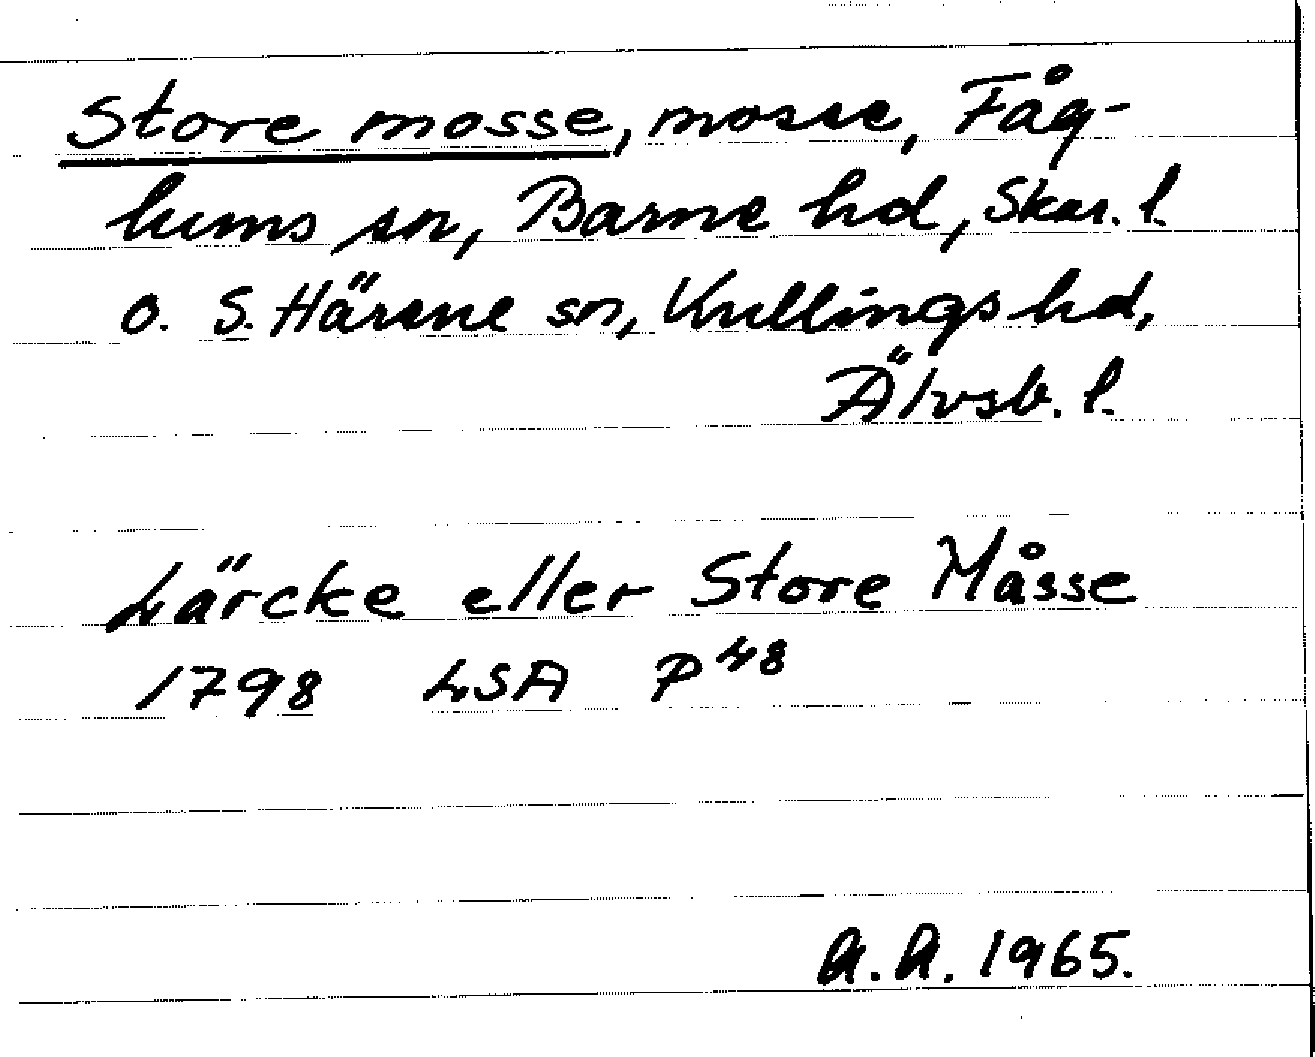 Store mosse, mosse, Fåg-
lums sn, Barne hd, Skar. l.
o. S. Härene sn, Kullings hd,
Älvsb. l.
Lärcke eller Store Måsse
1798 LSA P48
A.A. 1965.